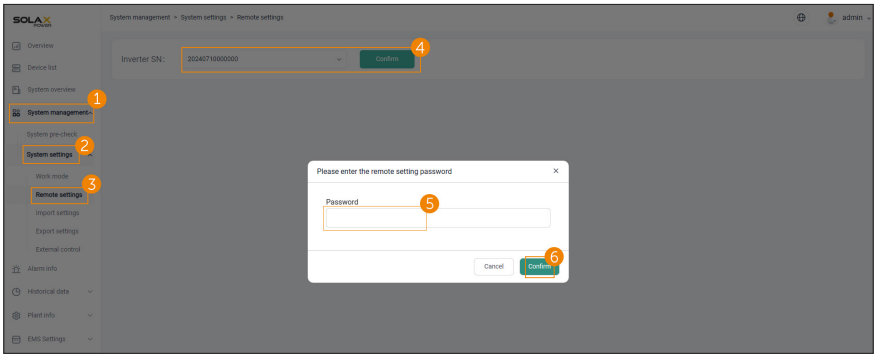 SOLAX
POWER
System management > System settings > Remote settings
admin
Overview
Device list
System overview
1
System management
System pre-check
2
System settings
Work mode
3
Remote settings
Import settings
Export settings
External control
Alarm info
Historical data
Plant info
EMS Settings
Inverter SN:
20240710000000
Confirm
4
Please enter the remote setting password
×
Password
5
Cancel
Confirm
6